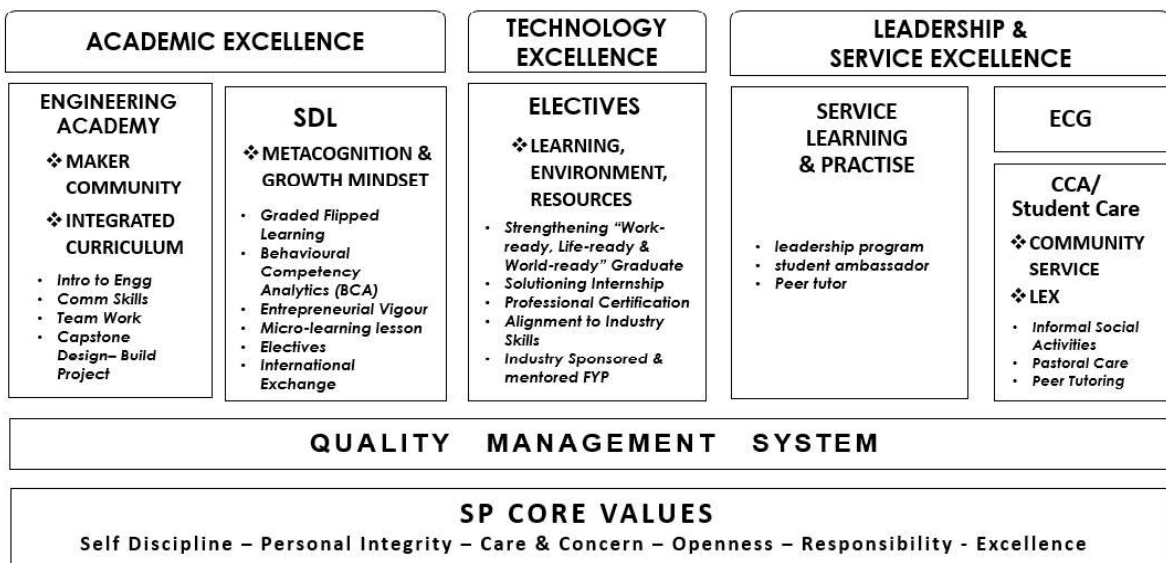 ACADEMIC EXCELLENCE
TECHNOLOGY
EXCELLENCE
LEADERSHIP &
SERVICE EXCELLENCE
ENGINEERING
ACADEMY
❖ MAKER
COMMUNITY
❖ INTEGRATED
CURRICULUM
• Intro to Engg
• Comm Skills
• Team Work
• Capstone
Design– Build
Project
SDL
❖ METACOGNITION &
GROWTH MINDSET
• Graded Flipped
Learning
• Behavioural
Competency
Analytics (BCA)
• Entrepreneurial Vigour
• Micro-learning lesson
• Electives
• International
Exchange
ELECTIVES
❖ LEARNING,
ENVIRONMENT,
RESOURCES
• Strengthening “Work-
ready, Life-ready &
World-ready” Graduate
• Solutioning Internship
• Professional Certification
• Alignment to Industry
Skills
• Industry Sponsored &
mentored FYP
SERVICE
LEARNING
& PRACTISE
• leadership program
• student ambassador
• Peer tutor
ECG
CCA/
Student Care
❖ COMMUNITY
SERVICE
❖ LEX
• Informal Social
Activities
• Pastoral Care
• Peer Tutoring
QUALITY MANAGEMENT SYSTEM
SP CORE VALUES
Self Discipline – Personal Integrity – Care & Concern – Openness – Responsibility - Excellence